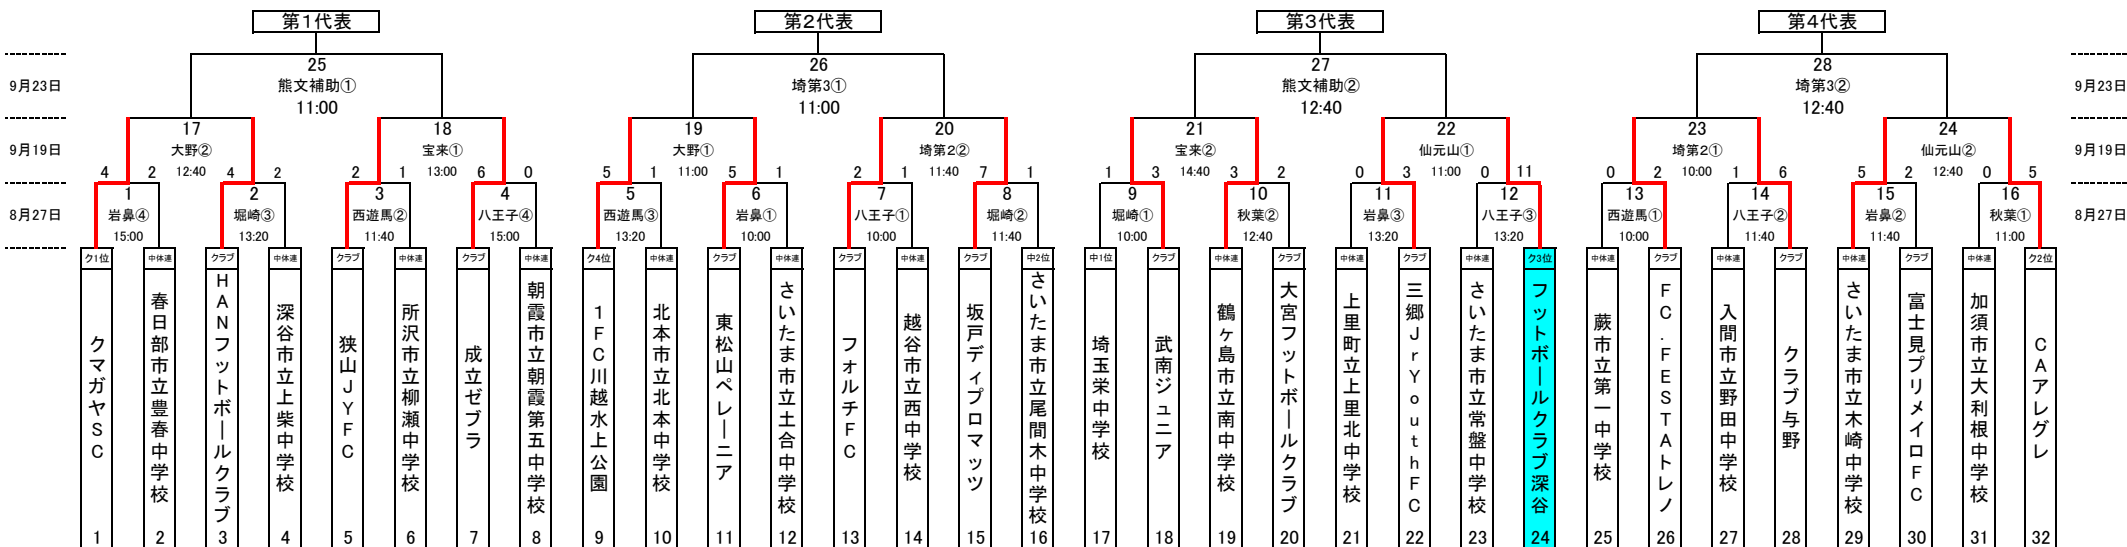 第1代表 第2代表 第3代表 第4代表
25 26 27 28
9月23日 熊文補助① 埼第3① 熊文補助② 埼第3② 9月23日
11:00 11:00 12:40 12:40
17 18 19 20 21 22 23 24
9月19日 大野② 宝来① 大野① 埼第2② 宝来② 仙元山① 埼第2① 仙元山② 9月19日
4 2 12:40 4 2 2 1 13:00 6 0 5 1 11:00 5 1 2 1 11:40 7 1 1 3 14:40 3 2 0 3 11:00 0 11 0 2 10:00 1 6 5 2 12:40 0 5
1 2 3 4 5 6 7 8 9 10 11 12 13 14 15 16
8月27日 岩鼻④ 堀崎③ 西遊馬② 八王子④ 西遊馬③ 岩鼻① 八王子① 堀崎② 堀崎① 秋葉② 岩鼻③ 八王子③ 西遊馬① 八王子② 岩鼻② 秋葉① 8月27日
15:00 13:20 11:40 15:00 13:20 10:00 10:00 11:40 10:00 12:40 13:20 13:20 10:00 11:40 11:40 11:00
ク1位 中体連 クラブ 中体連 クラブ 中体連 クラブ 中体連 ク4位 中体連 クラブ 中体連 クラブ 中体連 クラブ 中2位 中1位 クラブ 中体連 クラブ 中体連 クラブ 中体連 ク3位 中体連 クラブ 中体連 クラブ 中体連 クラブ 中体連 ク2位
クマガヤSC
春日部市立豊春中学校
HANフットボールクラブ
深谷市立上柴中学校
狭山JYFC
所沢市立柳瀬中学校
成立ゼブラ
朝霞市立朝霞第五中学校
1FC川越水上公園
北本市立北本中学校
東松山ペレーニア
さいたま市立土合中学校
フォルチFC
越谷市立西中学校
坂戸ディプロマッツ
さいたま市立尾間木中学校
埼玉栄中学校
武南ジュニア
鶴ヶ島市立南中学校
大宮フットボールクラブ
上里町立上里北中学校
三郷JrYouthFC
さいたま市立常盤中学校
フットボールクラブ深谷
蕨市立第一中学校
FC.FESTAトレノ
入間市立野田中学校
クラブ与野
さいたま市立木崎中学校
富士見プリメイロFC
加須市立大利根中学校
CAアレグレ
1 2 3 4 5 6 7 8 9 10 11 12 13 14 15 16 17 18 19 20 21 22 23 24 25 26 27 28 29 30 31 32